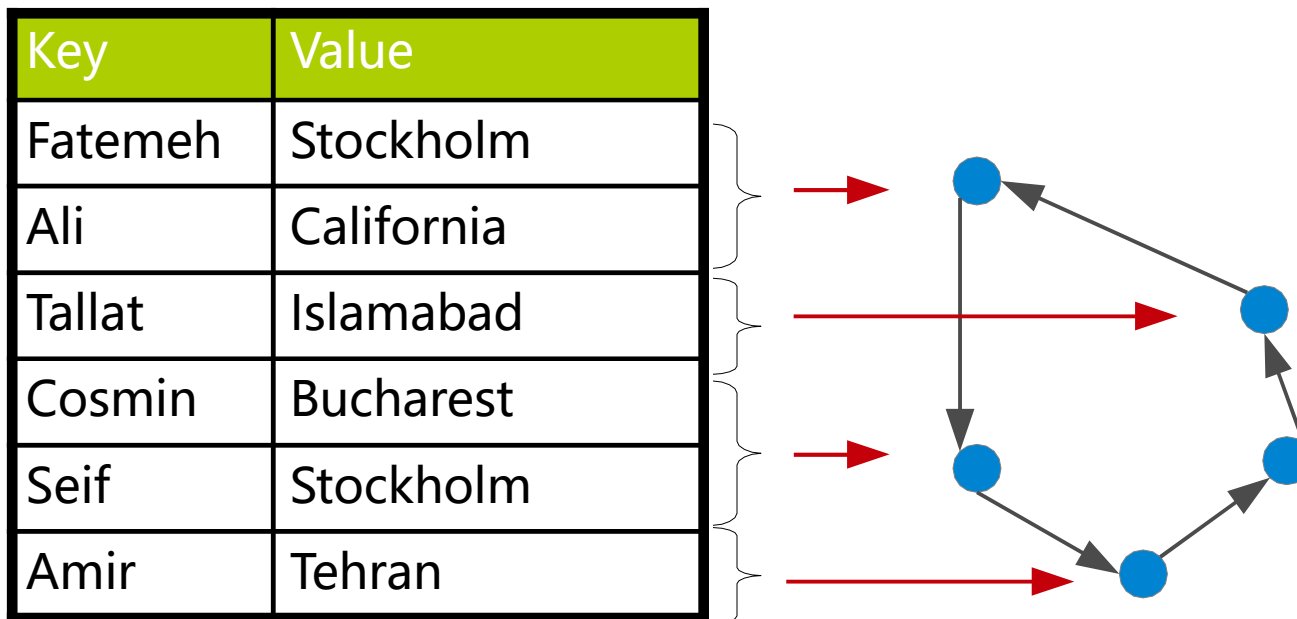 Key Value
Fatemeh Stockholm
Ali California
Tallat Islamabad
Cosmin Bucharest
Seif Stockholm
Amir Tehran